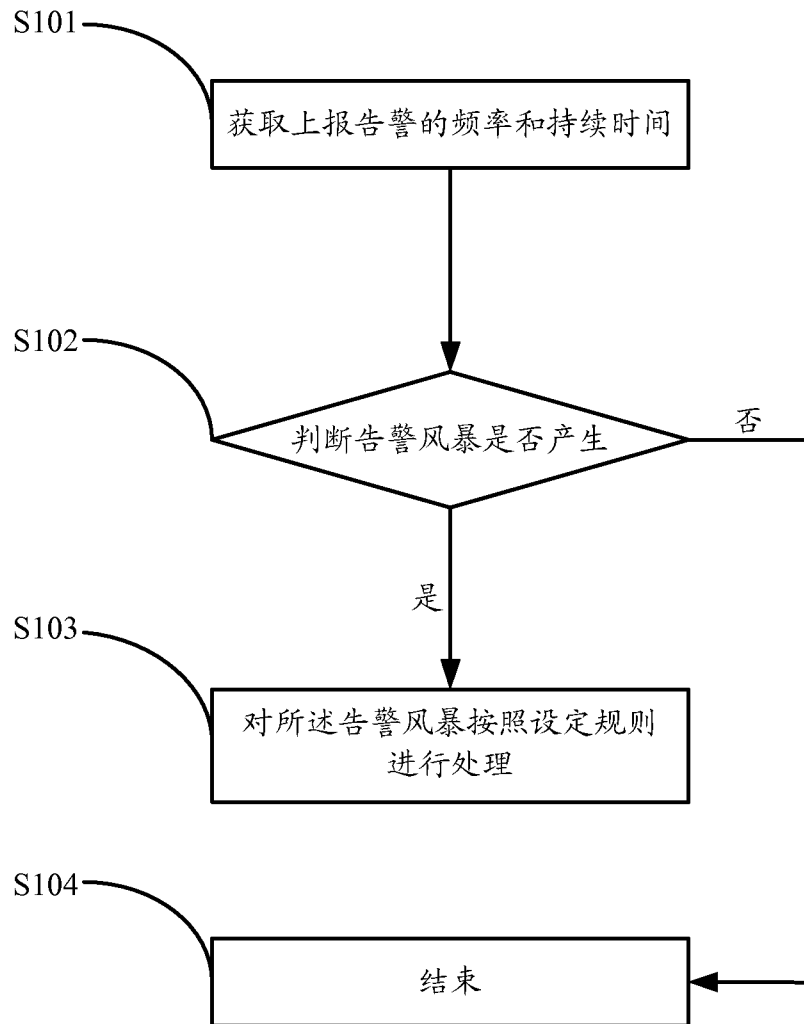 S101
获取上报告警的频率和持续时间
S102
判断告警风暴是否产生
否
是
S103
对所述告警风暴按照设定规则
进行处理
S104
结束